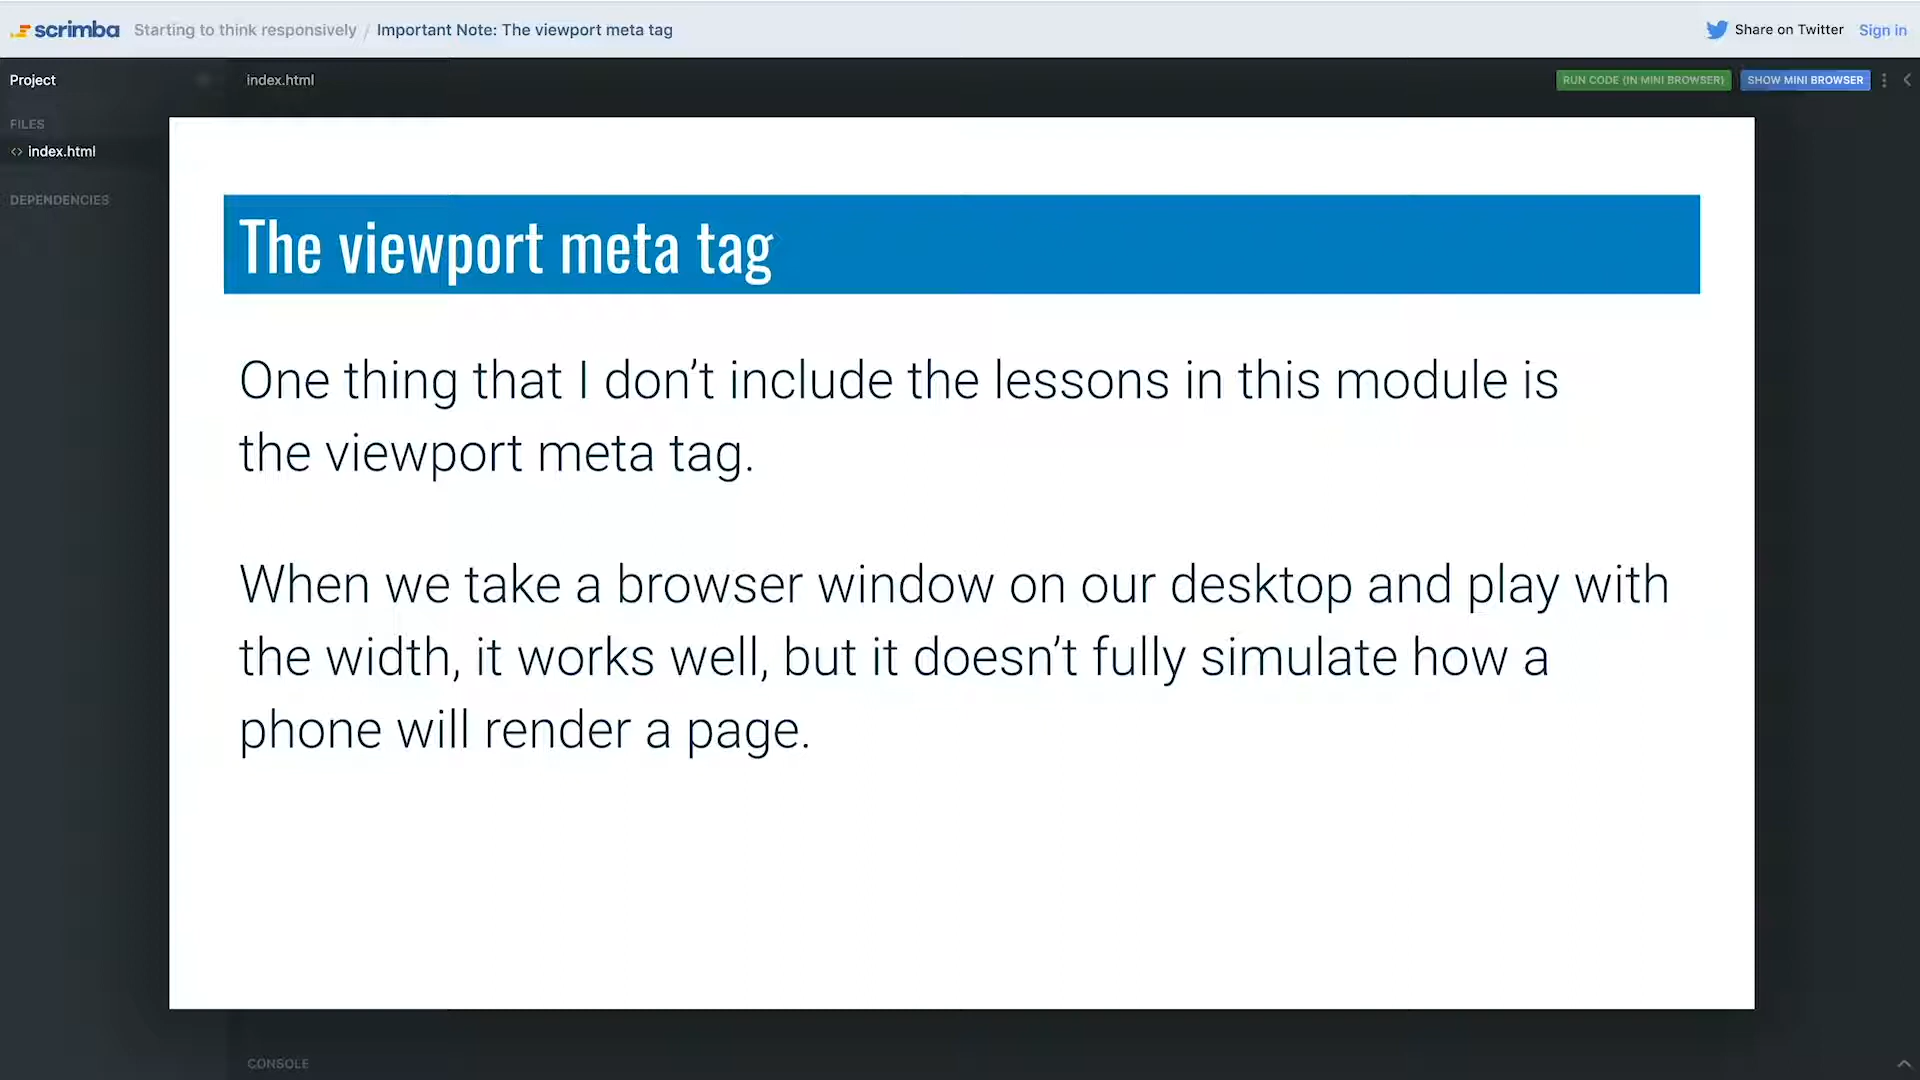 scrimba Starting to think responsively / Important Note: The viewport meta tag Share on Twitter Sign in
Project index.html RUN CODE (IN MINI BROWSER) SHOW MINI BROWSER
FILES
<> index.html
DEPENDENCIES
The viewport meta tag
One thing that I don’t include the lessons in this module is
the viewport meta tag.
When we take a browser window on our desktop and play with
the width, it works well, but it doesn’t fully simulate how a
phone will render a page.
CONSOLE